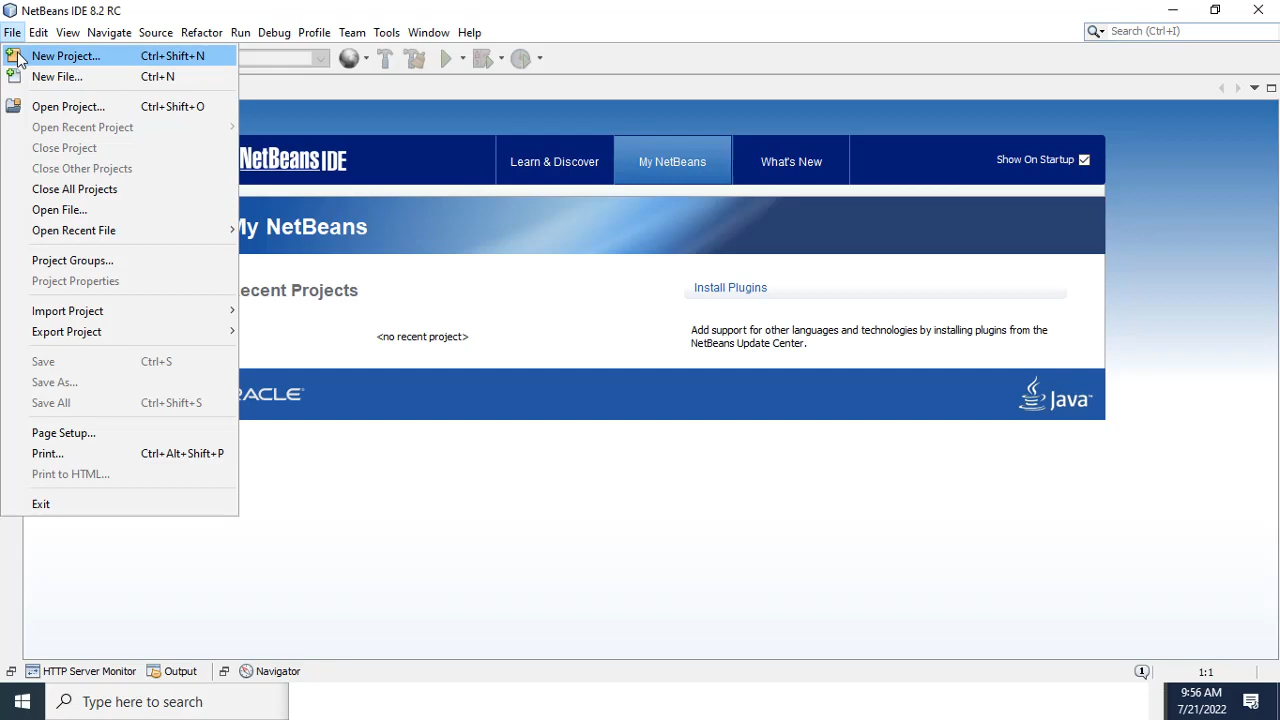 NetBeans IDE 8.2 RC
File Edit View Navigate Source Refactor Run Debug Profile Team Tools Window Help
Search (Ctrl+I)
New Project... Ctrl+Shift+N
New File... Ctrl+N
Open Project... Ctrl+Shift+O
Open Recent Project
Close Project
Close Other Projects
Close All Projects
Open File...
Open Recent File
Project Groups...
Project Properties
Import Project
Export Project
Save Ctrl+S
Save As...
Save All Ctrl+Shift+S
Page Setup...
Print... Ctrl+Alt+Shift+P
Print to HTML...
Exit
NetBeans IDE
Learn & Discover
My NetBeans
What's New
Show On Startup
My NetBeans
ecent Projects
<no recent project>
Install Plugins
Add support for other languages and technologies by installing plugins from the
NetBeans Update Center.
RACLE
Java
HTTP Server Monitor
Output
Navigator
1
1:1
Type here to search
9:56 AM
7/21/2022